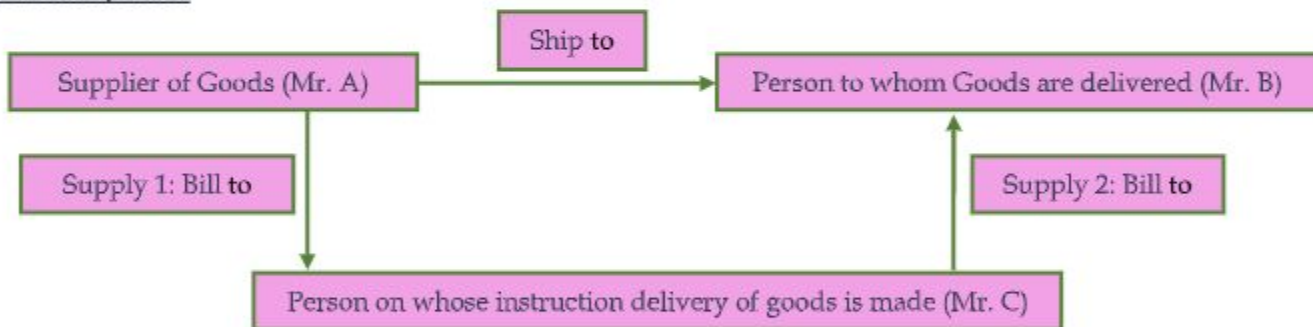 Ship to
Supplier of Goods (Mr. A)
Person to whom Goods are delivered (Mr. B)
Supply 1: Bill to
Supply 2: Bill to
Person on whose instruction delivery of goods is made (Mr. C)